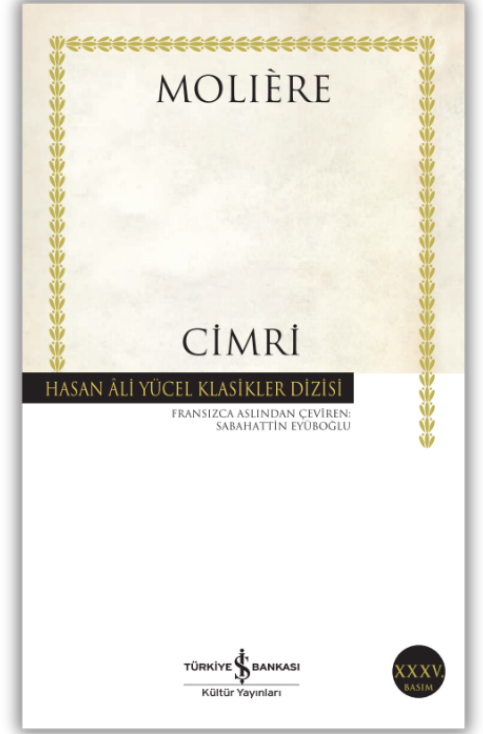 MOLIÈRE
CİMRİ
HASAN ÂLİ YÜCEL KLASİKLER DİZİSİ
FRANSIZCA ASLINDAN ÇEVİREN:
SABAHATTİN EYÜBOĞLU
TÜRKİYE İŞ BANKASI
Kültür Yayınları
XXXV.
BASIM